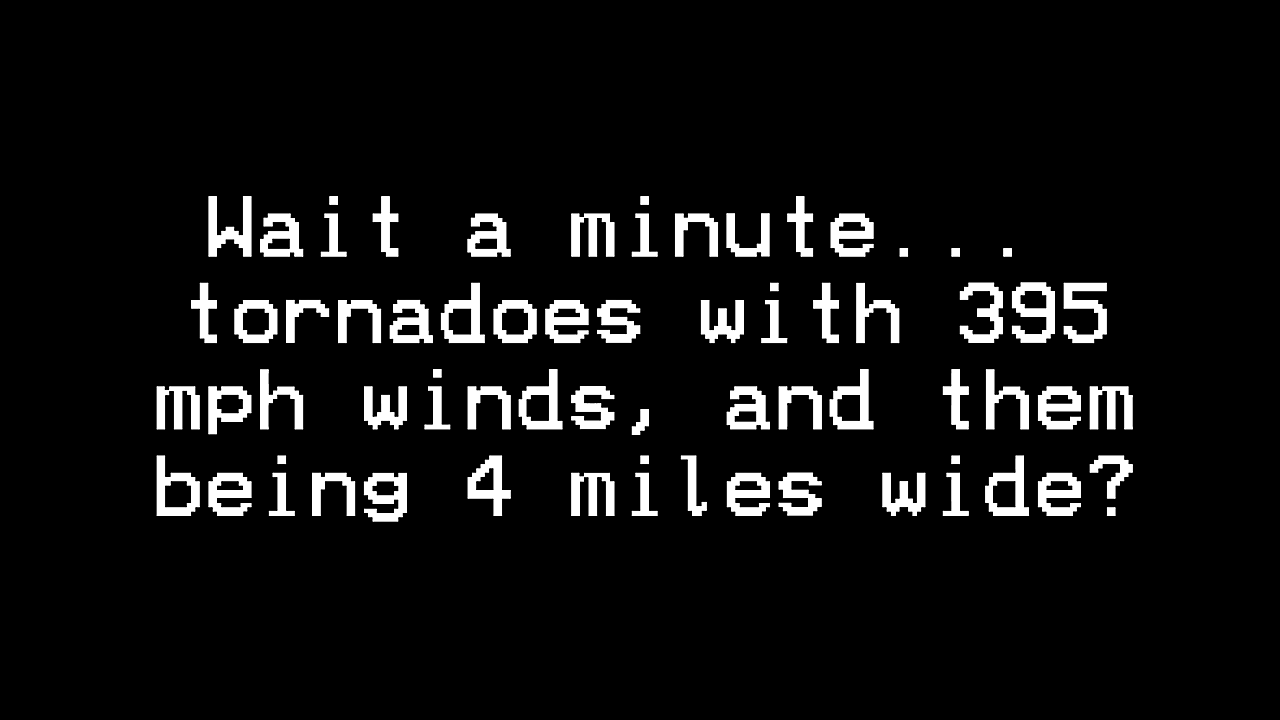 Wait a minute...
tornadoes with 395
mph winds, and them
being 4 miles wide?